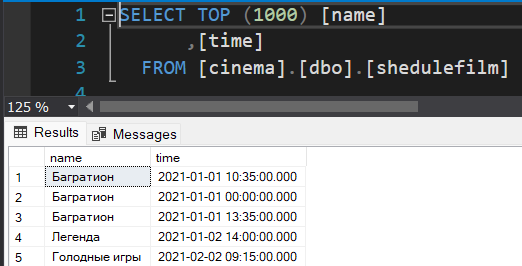 1 SELECT TOP (1000) [name]
2 ,[time]
3 FROM [cinema].[dbo].[shedulefilm]
125 %
Results Messages
name time
1 Багратион 2021-01-01 10:35:00.000
2 Багратион 2021-01-01 00:00:00.000
3 Багратион 2021-01-01 13:35:00.000
4 Легенда 2021-01-02 14:00:00.000
5 Голодные игры 2021-02-02 09:15:00.000